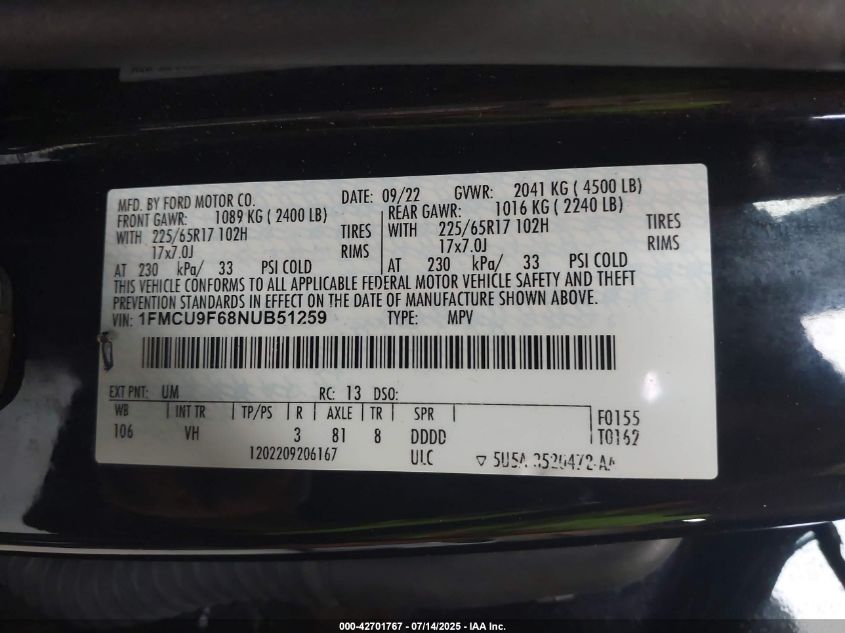 MFD. BY FORD MOTOR CO. DATE: 09/22 GVWR: 2041 KG ( 4500 LB)
FRONT GAWR: 1089 KG ( 2400 LB) REAR GAWR: 1016 KG ( 2240 LB)
WITH 225/65R17 102H TIRES WITH 225/65R17 102H TIRES
17x7.0J RIMS 17x7.0J RIMS
AT 230 kPa/ 33 PSI COLD AT 230 kPa/ 33 PSI COLD
THIS VEHICLE CONFORMS TO ALL APPLICABLE FEDERAL MOTOR VEHICLE SAFETY AND THEFT
PREVENTION STANDARDS IN EFFECT ON THE DATE OF MANUFACTURE SHOWN ABOVE.
VIN: 1FMCU9F68NUB51259 TYPE: MPV
EXT PNT: UM RC: 13 DSO:
WB INT TR TP/PS R AXLE TR SPR F0155
106 VH 3 81 8 DDDD T0162
1202209206167 ULC
000-42701767 - 07/14/2025 - IAA Inc.